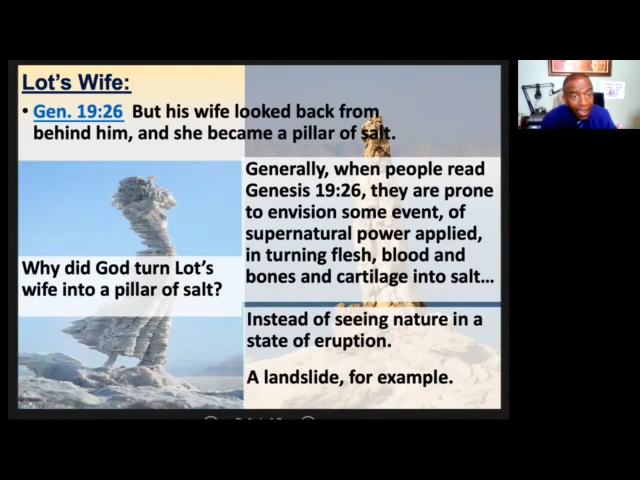 Lot's Wife:
• Gen. 19:26 But his wife looked back from
behind him, and she became a pillar of salt.
Generally, when people read
Genesis 19:26, they are prone
to envision some event, of
supernatural power applied,
in turning flesh, blood and
bones and cartilage into salt...
Why did God turn Lot's
wife into a pillar of salt?
Instead of seeing nature in a
state of eruption.
A landslide, for example.